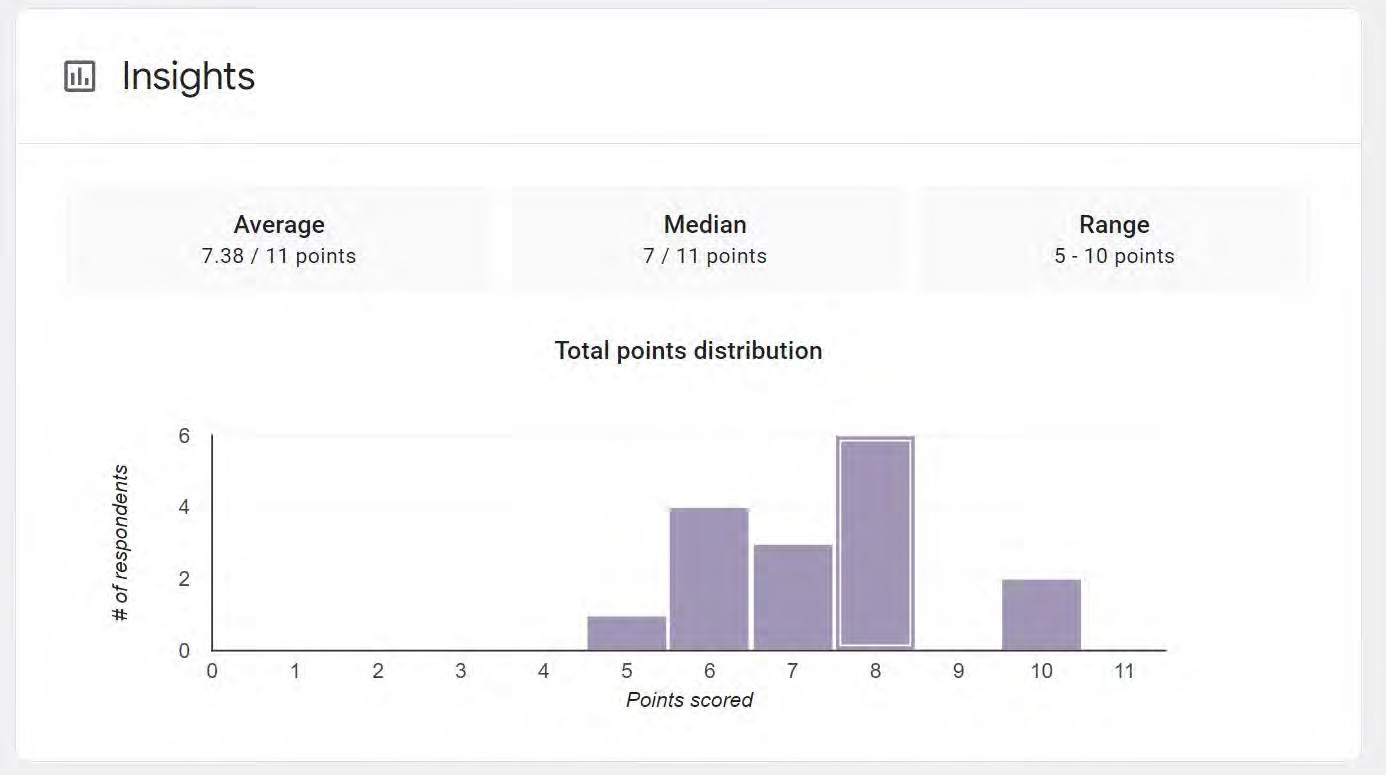 Insights
Average
7.38 / 11 points
Median
7 / 11 points
Range
5 - 10 points
Total points distribution
# of respondents
6
4
2
0
0 1 2 3 4 5 6 7 8 9 10 11
Points scored